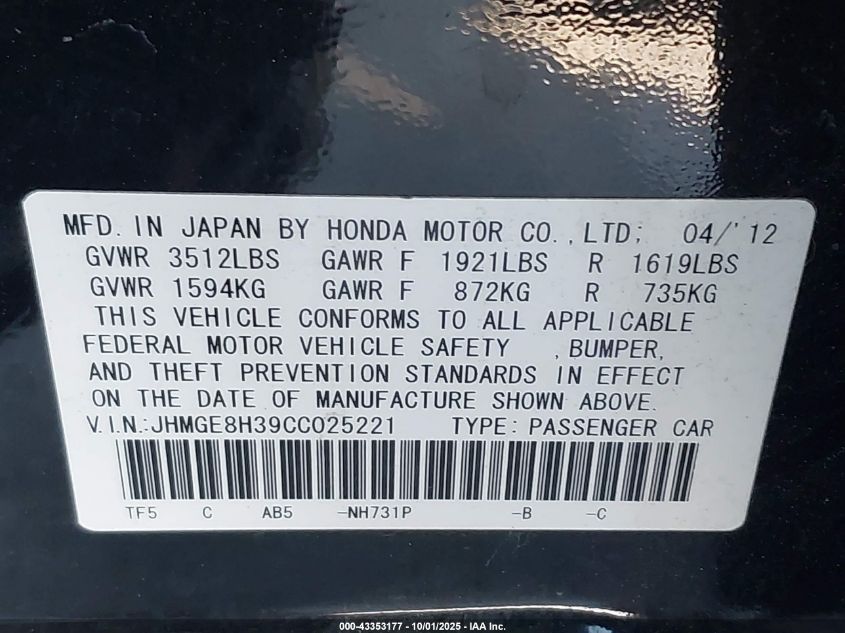 MFD. IN JAPAN BY HONDA MOTOR CO., LTD; 04/'12
GVWR 3512LBS GAWR F 1921LBS R 1619LBS
GVWR 1594KG GAWR F 872KG R 735KG
THIS VEHICLE CONFORMS TO ALL APPLICABLE
FEDERAL MOTOR VEHICLE SAFETY , BUMPER,
AND THEFT PREVENTION STANDARDS IN EFFECT
ON THE DATE OF MANUFACTURE SHOWN ABOVE.
V.I.N.:JHMGE8H39CC025221 TYPE: PASSENGER CAR
TF5 C AB5 -NH731P -B -C
000-43353177 - 10/01/2025 - IAA Inc.